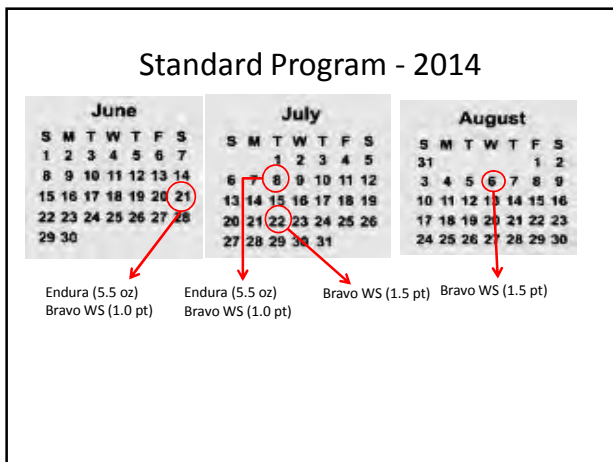 Standard Program - 2014
June
S M T W T F S
1 2 3 4 5 6 7
8 9 10 11 12 13 14
15 16 17 18 19 20 21
22 23 24 25 26 27 28
29 30
July
S M T W T F S
1 2 3 4 5
6 7 8 9 10 11 12
13 14 15 16 17 18 19
20 21 22 23 24 25 26
27 28 29 30 31
August
S M T W T F S
31 1 2
3 4 5 6 7 8 9
10 11 12 13 14 15 16
17 18 19 20 21 22 23
24 25 26 27 28 29 30
Endura (5.5 oz)
Bravo WS (1.0 pt)
Endura (5.5 oz)
Bravo WS (1.0 pt)
Bravo WS (1.5 pt)
Bravo WS (1.5 pt)